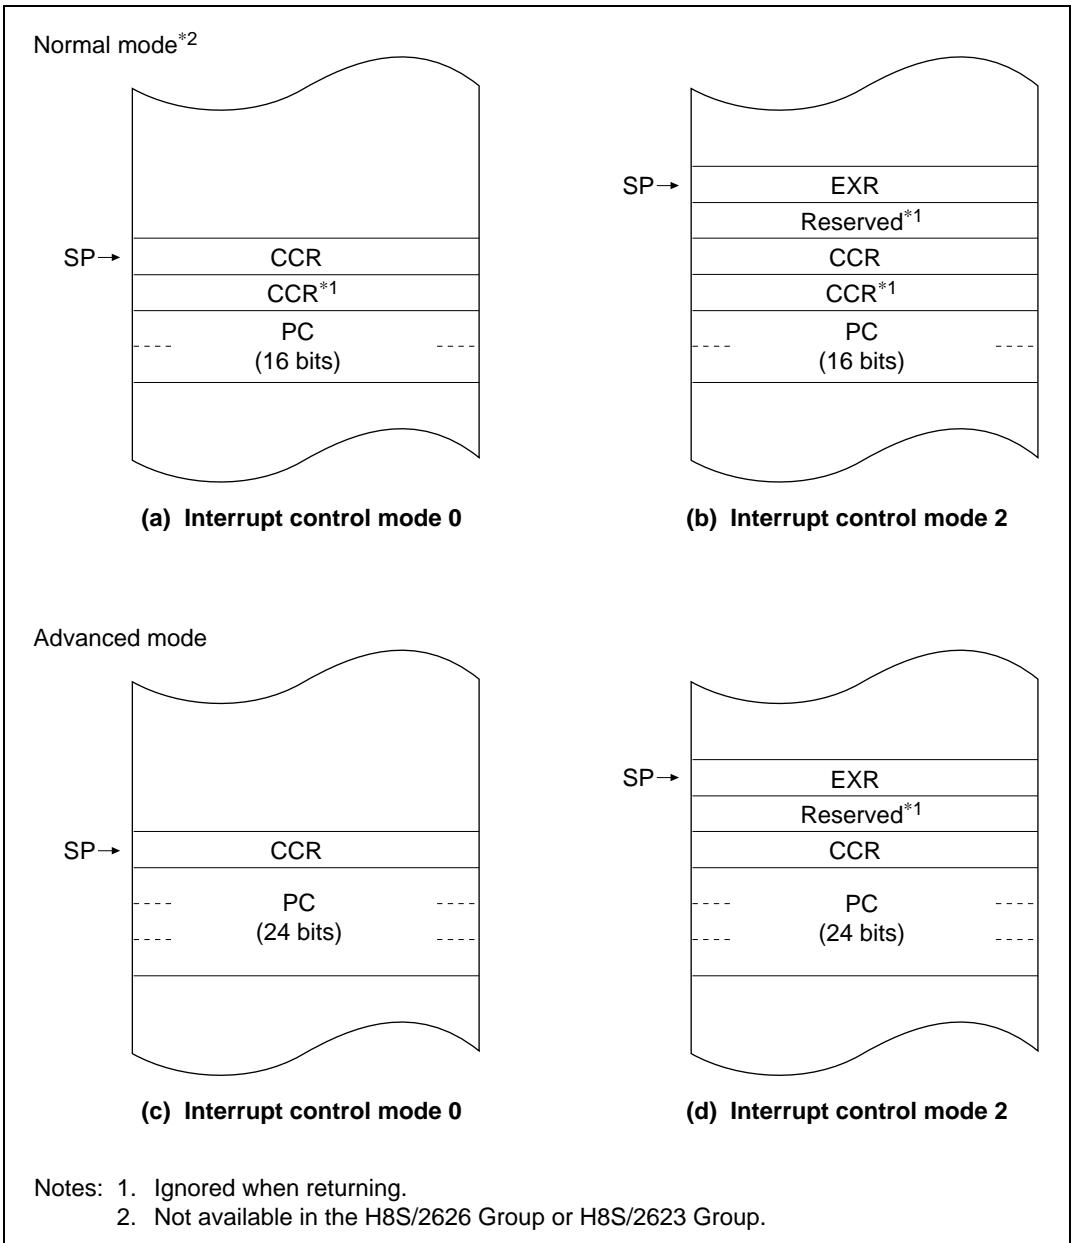 Normal mode*2
SP→ CCR
CCR*1
PC
(16 bits)
(a) Interrupt control mode 0
SP→ EXR
Reserved*1
CCR
CCR*1
PC
(16 bits)
(b) Interrupt control mode 2
Advanced mode
SP→ CCR
PC
(24 bits)
(c) Interrupt control mode 0
SP→ EXR
Reserved*1
CCR
PC
(24 bits)
(d) Interrupt control mode 2
Notes: 1. Ignored when returning.
2. Not available in the H8S/2626 Group or H8S/2623 Group.